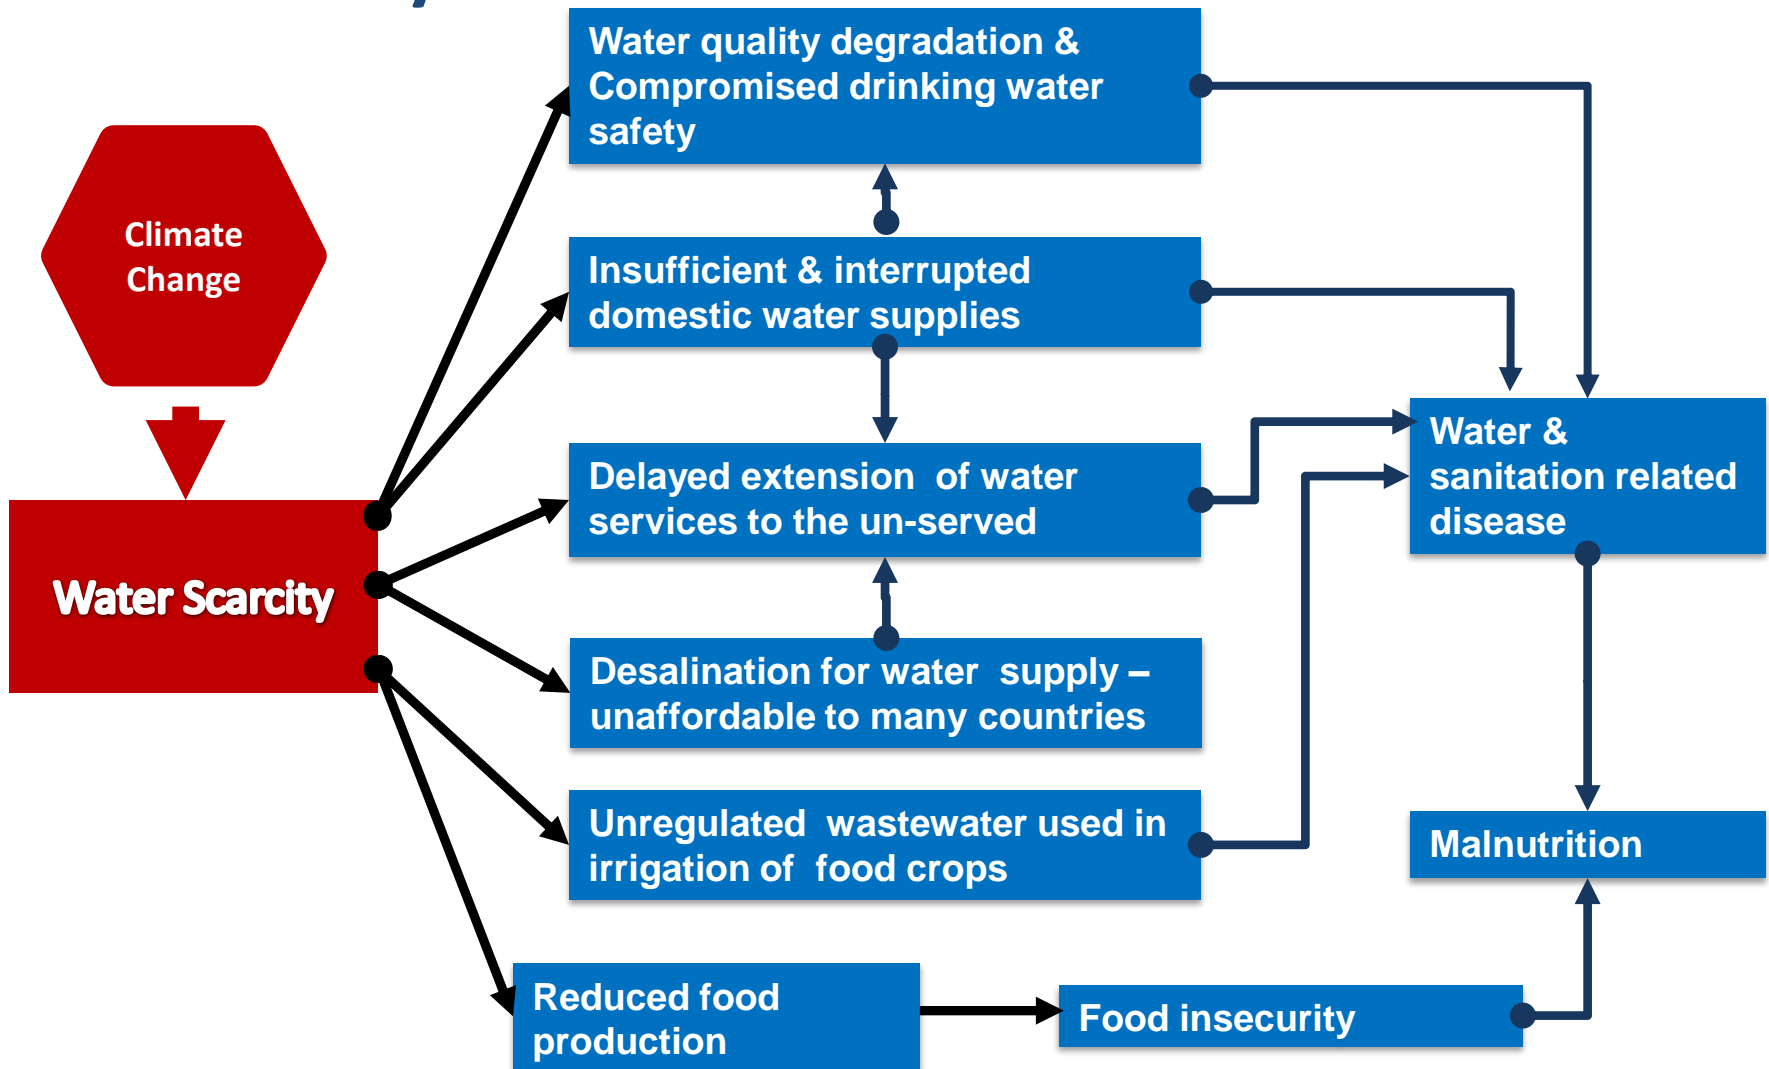 Climate
Change
Water Scarcity
Water quality degradation &
Compromised drinking water
safety
Insufficient & interrupted
domestic water supplies
Delayed extension of water
services to the un-served
Desalination for water supply –
unaffordable to many countries
Unregulated wastewater used in
irrigation of food crops
Reduced food
production
Food insecurity
Water &
sanitation related
disease
Malnutrition